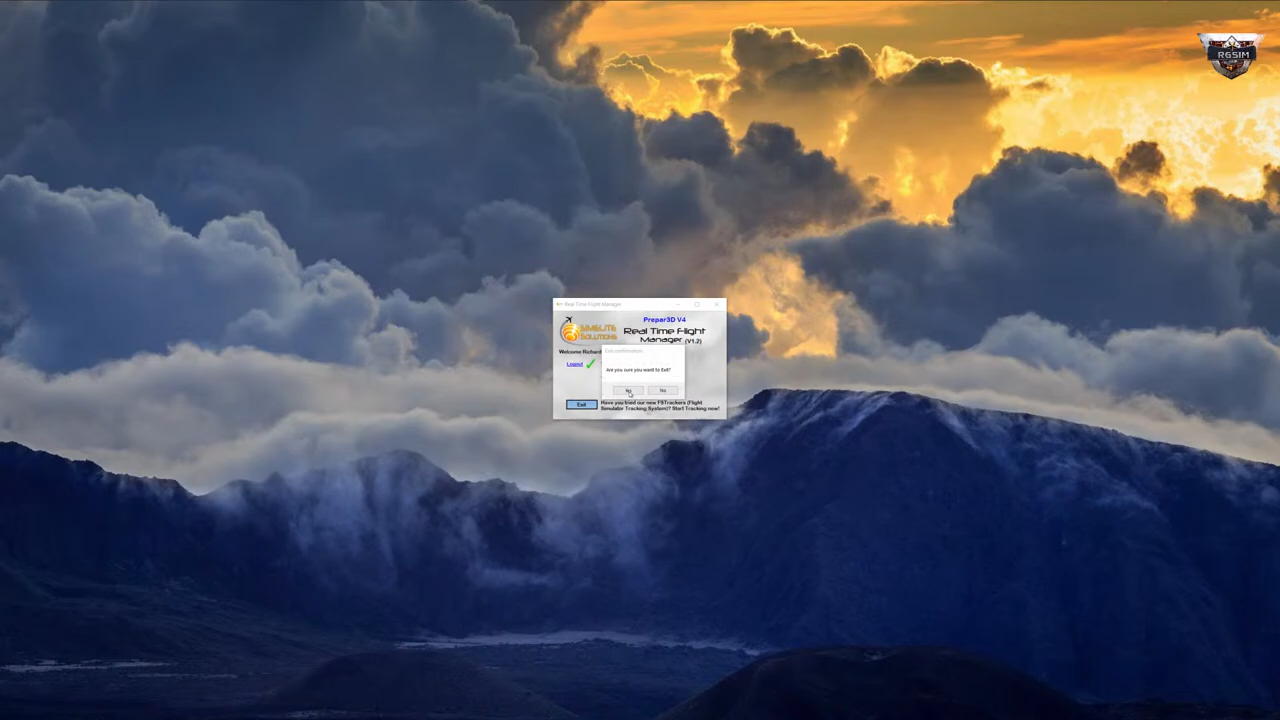 RGSIM
Real Time Flight Manager
Prepar3D V4
SIMELITE
SOLUTIONS
Real Time Flight
Manager (V1.2)
Welcome Richard
Logout
Exit confirmation
Are you sure you want to Exit?
Yes
No
Exit
Have you tried our new FSTrackers (Flight
Simulator Tracking System)? Start Tracking now!